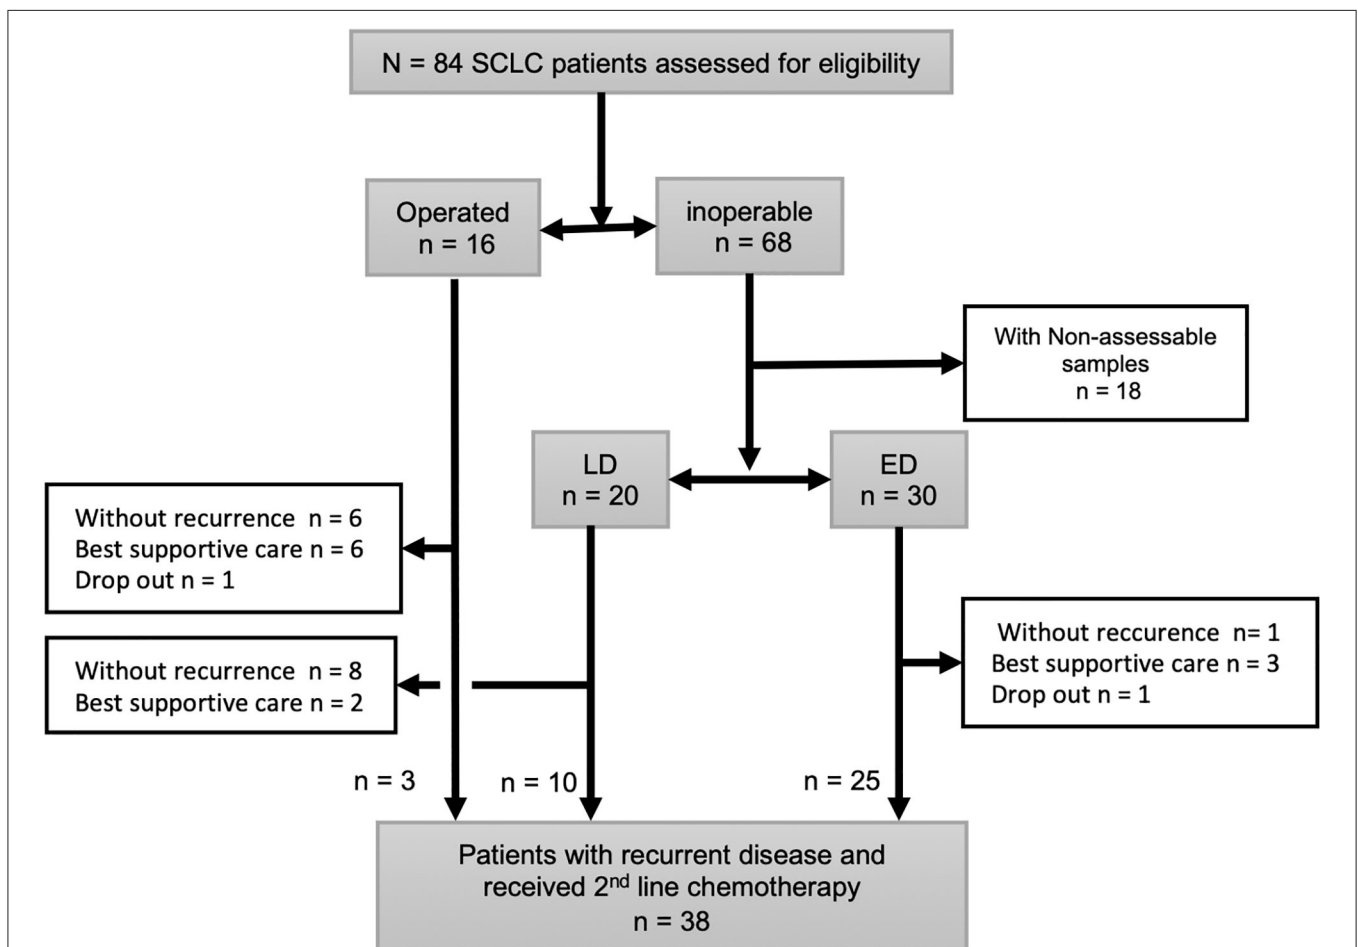 N = 84 SCLC patients assessed for eligibility
Operated
n = 16
inoperable
n = 68
With Non-assessable
samples
n = 18
LD
n = 20
ED
n = 30
Without recurrence n = 6
Best supportive care n = 6
Drop out n = 1
Without reccurence n= 1
Best supportive care n = 3
Drop out n = 1
Without recurrence n = 8
Best supportive care n = 2
n = 3
n = 10
n = 25
Patients with recurrent disease and
received 2nd line chemotherapy
n = 38